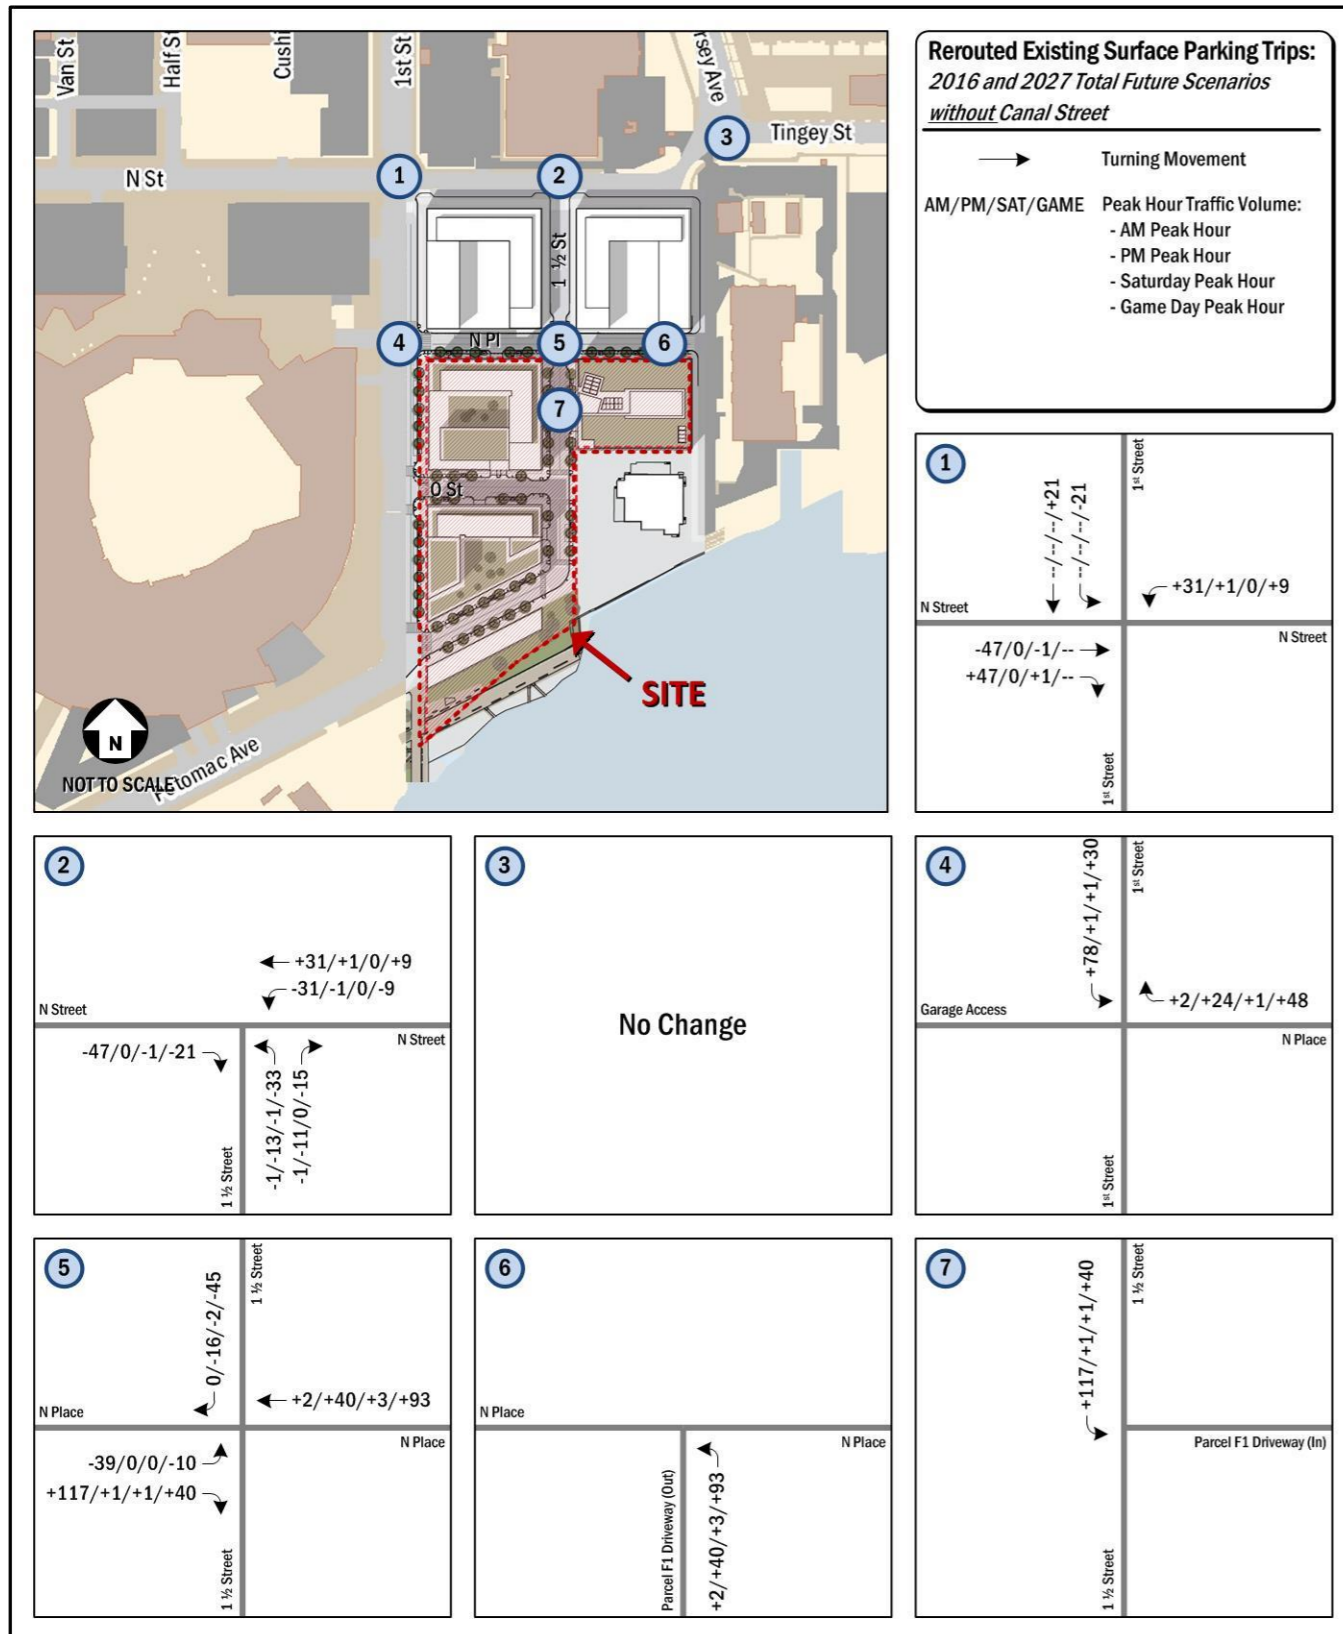 Van St
Half St
Cushi
1st St
rsey Ave
Tingey St
N St
1
2
3
1 ½ St
4
N Pl
5
6
7
O St
SITE
N
NOT TO SCALE
tomac Ave
Rerouted Existing Surface Parking Trips:
2016 and 2027 Total Future Scenarios
without Canal Street
Turning Movement
AM/PM/SAT/GAME
Peak Hour Traffic Volume:
- AM Peak Hour
- PM Peak Hour
- Saturday Peak Hour
- Game Day Peak Hour
1
--/--/--/+21
--/--/--/-21
1st Street
+31/+1/0/+9
N Street
N Street
-47/0/-1/--
+47/0/+1/--
1st Street
2
+31/+1/0/+9
-31/-1/0/-9
N Street
N Street
-47/0/-1/-21
-1/-13/-1/-33
-1/-11/0/-15
1 ½ Street
3
No Change
4
+78/+1/+1/+30
1st Street
+2/+24/+1/+48
Garage Access
N Place
1st Street
5
0/-16/-2/-45
1 ½ Street
+2/+40/+3/+93
N Place
N Place
-39/0/0/-10
+117/+1/+1/+40
1 ½ Street
6
N Place
N Place
Parcel F1 Driveway (Out)
+2/+40/+3/+93
7
+117/+1/+1/+40
1 ½ Street
Parcel F1 Driveway (In)
1 ½ Street